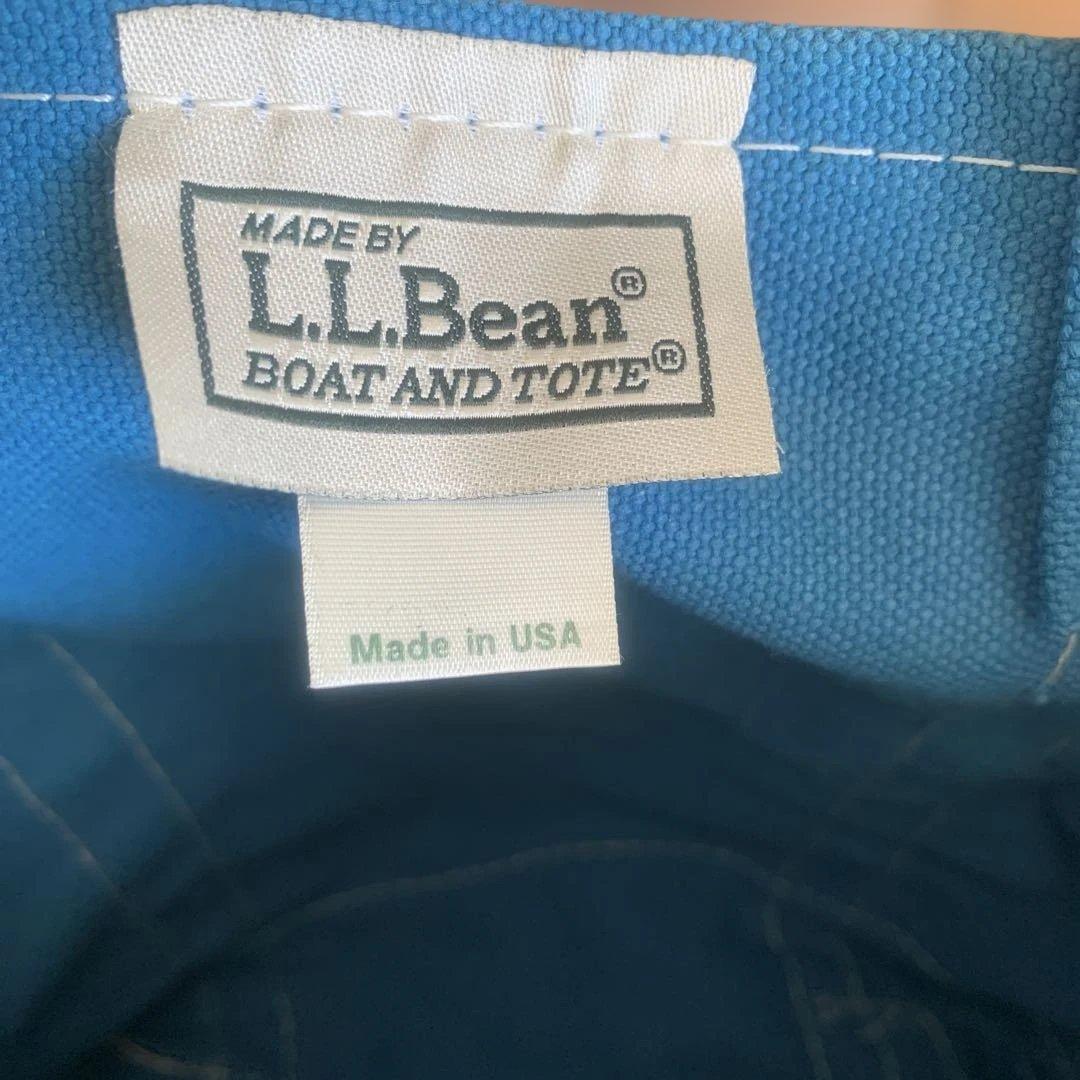 MADE BY
L.L.Bean®
BOAT AND TOTE®
Made in USA